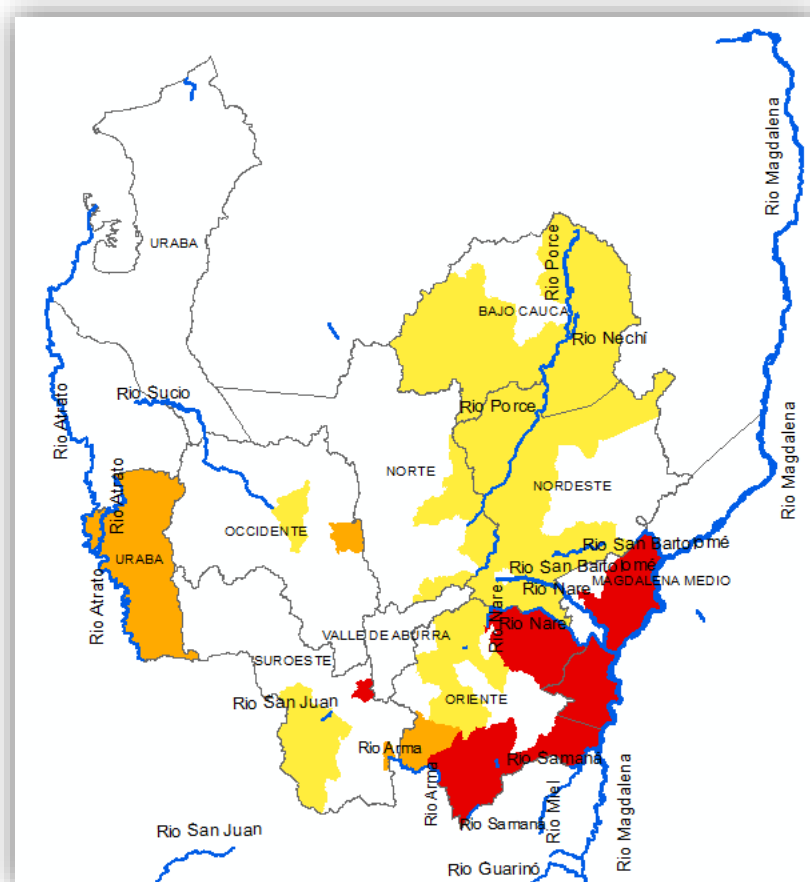 Rio Magdalena
URABA
Rio Porce
BAJO CAUCA
Rio Nechí
Rio Sucio
Rio Atrato
Rio Porce
Rio Magdalena
Rio Atrato
NORTE
NORDESTE
OCCIDENTE
Rio San Bartolomé
URABA
Rio San Bartolomé
MAGDALENA MEDIO
Rio Nare
Rio Atrato
Rio Nare
Rio Nare
VALLE DE ABURRA
SUROESTE
ORIENTE
Rio San Juan
Rio Arma
Rio Samaná
Rio Arma
Rio Miel
Rio Magdalena
Rio Samaná
Rio San Juan
Rio Guarinó